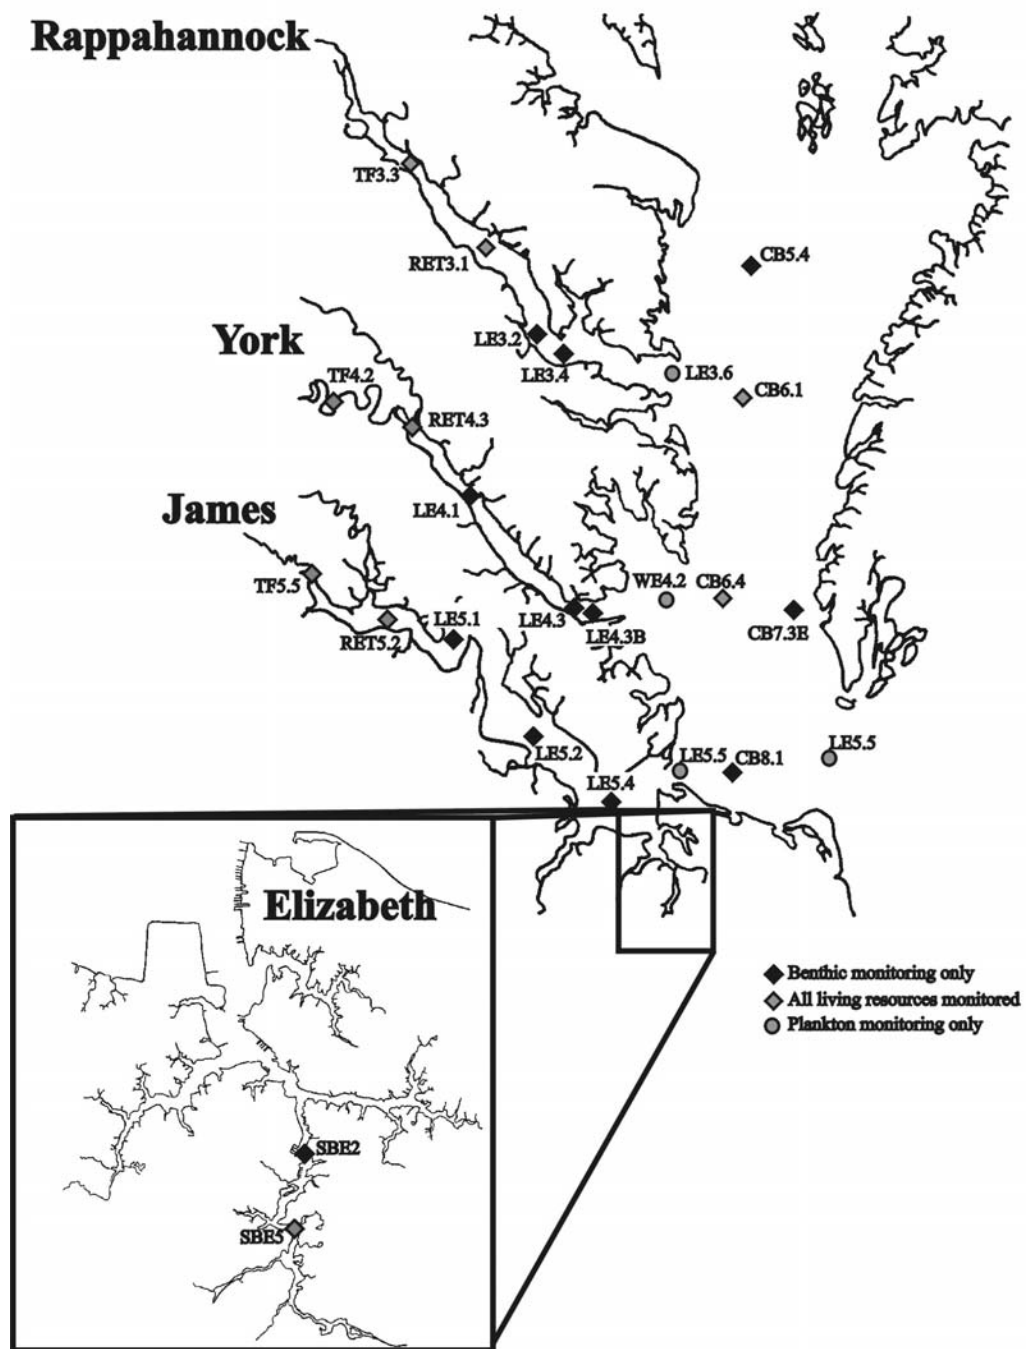 Rappahannock
TF3.3
RET3.1
CB5.4
York
LE3.2
LE3.4
TF4.2
LE3.6
CB6.1
RET4.3
James
LE4.1
TF5.5
WE4.2
CB6.4
LE5.1
LE4.3
RET5.2
LE4.3B
CB7.3E
LE5.2
LE5.5
CB8.1
LE5.5
LE5.4
Elizabeth
Benthic monitoring only
All living resources monitored
Plankton monitoring only
SBE2
SBE5